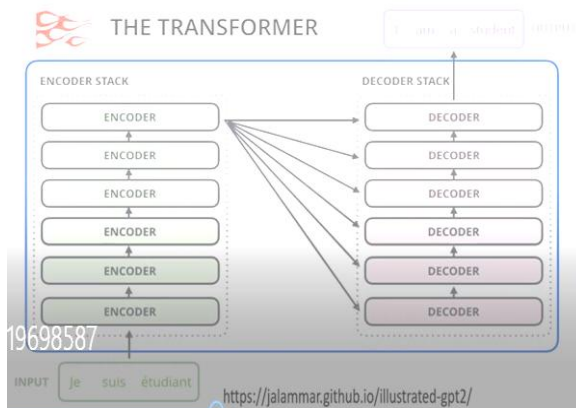 THE TRANSFORMER
am a student
ENCODER STACK
DECODER STACK
ENCODER
DECODER
ENCODER
DECODER
ENCODER
DECODER
ENCODER
DECODER
ENCODER
DECODER
ENCODER
DECODER
19698587
INPUT Je suis étudiant
https://jalammar.github.io/illustrated-gpt2/